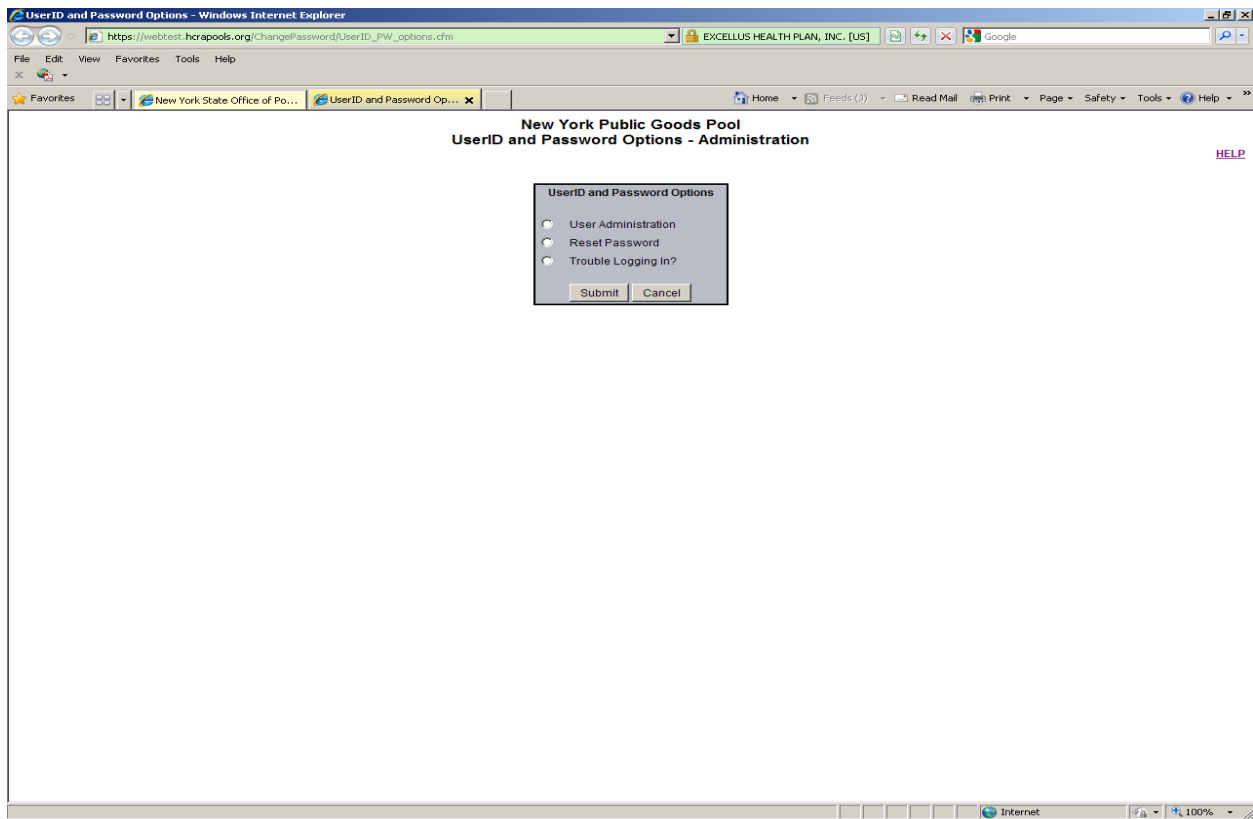 UserID and Password Options - Windows Internet Explorer
https://webtest.hcrapools.org/ChangePassword/UserID_PW_options.cfm
EXCELLUS HEALTH PLAN, INC. [US]
Google
File Edit View Favorites Tools Help
Favorites
New York State Office of Po...
UserID and Password Op...
Home
Feeds (J)
Read Mail
Print
Page
Safety
Tools
Help
New York Public Goods Pool
UserID and Password Options - Administration
HELP
UserID and Password Options
User Administration
Reset Password
Trouble Logging In?
Submit Cancel
Internet
100%